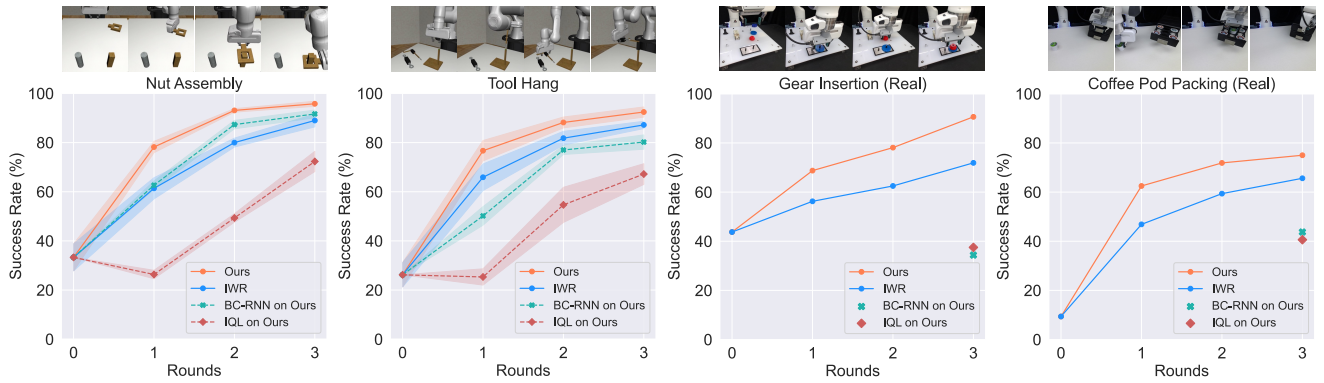 Nut Assembly
Success Rate (%)
100
80
60
40
20
0
0 1 2 3
Rounds
Ours
IWR
BC-RNN on Ours
IQL on Ours
Tool Hang
Success Rate (%)
100
80
60
40
20
0
0 1 2 3
Rounds
Ours
IWR
BC-RNN on Ours
IQL on Ours
Gear Insertion (Real)
Success Rate (%)
100
80
60
40
20
0
0 1 2 3
Rounds
Ours
IWR
BC-RNN on Ours
IQL on Ours
Coffee Pod Packing (Real)
Success Rate (%)
100
80
60
40
20
0
0 1 2 3
Rounds
Ours
IWR
BC-RNN on Ours
IQL on Ours